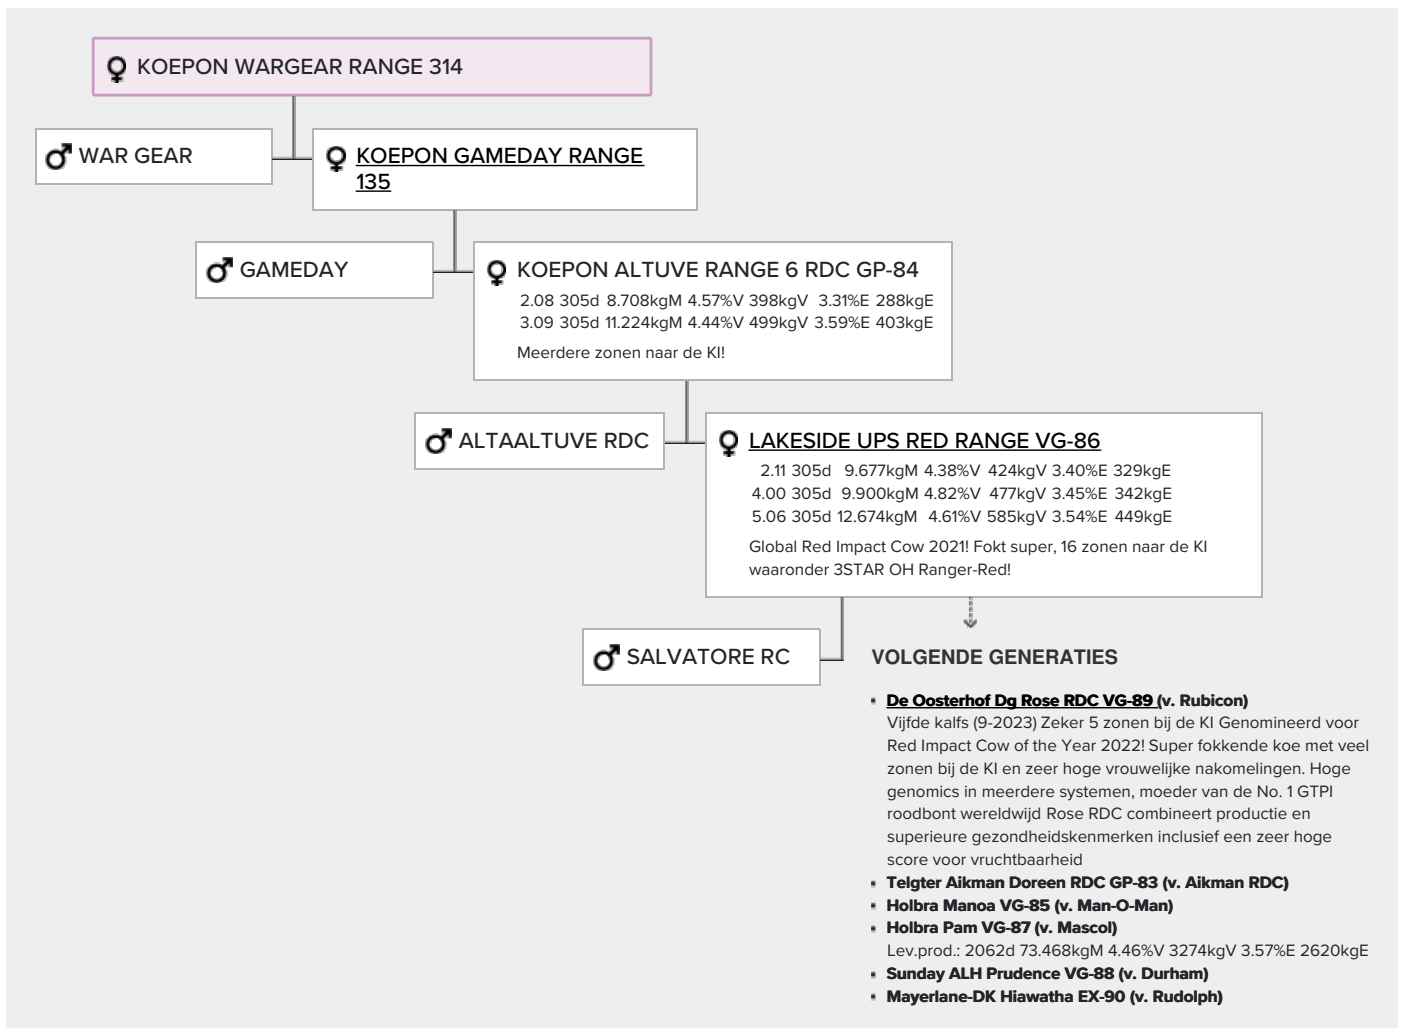 KOEPON WARGEAR RANGE 314
WAR GEAR
KOEPON GAMEDAY RANGE
135
GAMEDAY
KOEPON ALTUVE RANGE 6 RDC GP-84
2.08 305d 8.708kgM 4.57%V 398kgV 3.31%E 288kgE
3.09 305d 11.224kgM 4.44%V 499kgV 3.59%E 403kgE
Meerdere zonen naar de KI!
ALTAALTUVE RDC
LAKESIDE UPS RED RANGE VG-86
2.11 305d 9.677kgM 4.38%V 424kgV 3.40%E 329kgE
4.00 305d 9.900kgM 4.82%V 477kgV 3.45%E 342kgE
5.06 305d 12.674kgM 4.61%V 585kgV 3.54%E 449kgE
Global Red Impact Cow 2021! Fokt super, 16 zonen naar de KI
waaronder 3STAR OH Ranger-Red!
SALVATORE RC
VOLGENDE GENERATIES
De Oosterhof Dg Rose RDC VG-89 (v. Rubicon)
Vijfde kalfs (9-2023) Zeker 5 zonen bij de KI Genomineerd voor
Red Impact Cow of the Year 2022! Super fokkende koe met veel
zonen bij de KI en zeer hoge vrouwelijke nakomelingen. Hoge
genomics in meerdere systemen, moeder van de No. 1 GTPI
roodbont wereldwijd Rose RDC combineert productie en
superieure gezondheidskenmerken inclusief een zeer hoge
score voor vruchtbaarheid
Telgter Aikman Doreen RDC GP-83 (v. Aikman RDC)
Holbra Manoa VG-85 (v. Man-O-Man)
Holbra Pam VG-87 (v. Mascol)
Lev.prod.: 2062d 73.468kgM 4.46%V 3274kgV 3.57%E 2620kgE
Sunday ALH Prudence VG-88 (v. Durham)
Mayerlane-DK Hiawatha EX-90 (v. Rudolph)